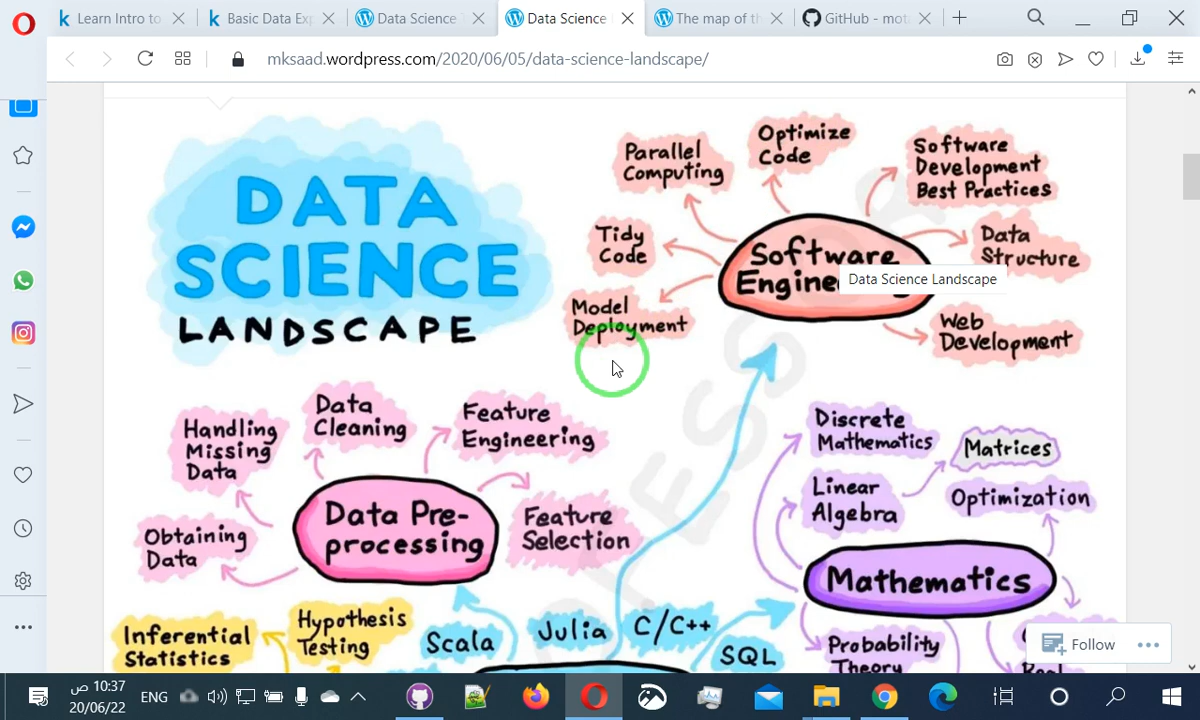 Learn Intro to
Basic Data Exp
Data Science
Data Science
The map of th
GitHub - mota
mksaad.wordpress.com/2020/06/05/data-science-landscape/
DATA
SCIENCE
LANDSCAPE
Parallel
Computing
Optimize
Code
Software
Development
Best Practices
Tidy
Code
Software
Engine
Data Science Landscape
Data
Structure
Model
Deployment
Web
Development
Handling
Missing
Data
Data
Cleaning
Feature
Engineering
Obtaining
Data
Data Pre-
processing
Feature
Selection
Discrete
Mathematics
Matrices
Linear
Algebra
Optimization
Mathematics
Inferential
Statistics
Hypothesis
Testing
Scala
Julia
C/C++
SQL
Probability
Theory
Follow
ENG
10:37 ص
20/06/22